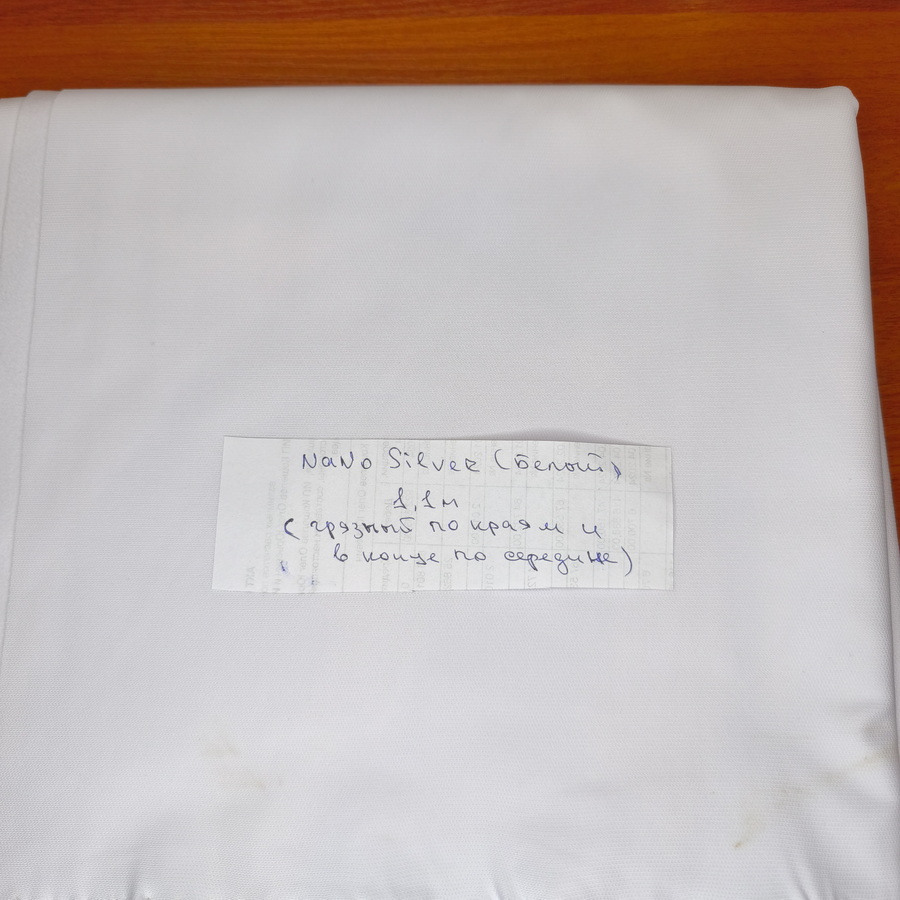 NaNo Silver (Белый)
1,1м
(грязный по краям и
в конце по середине)